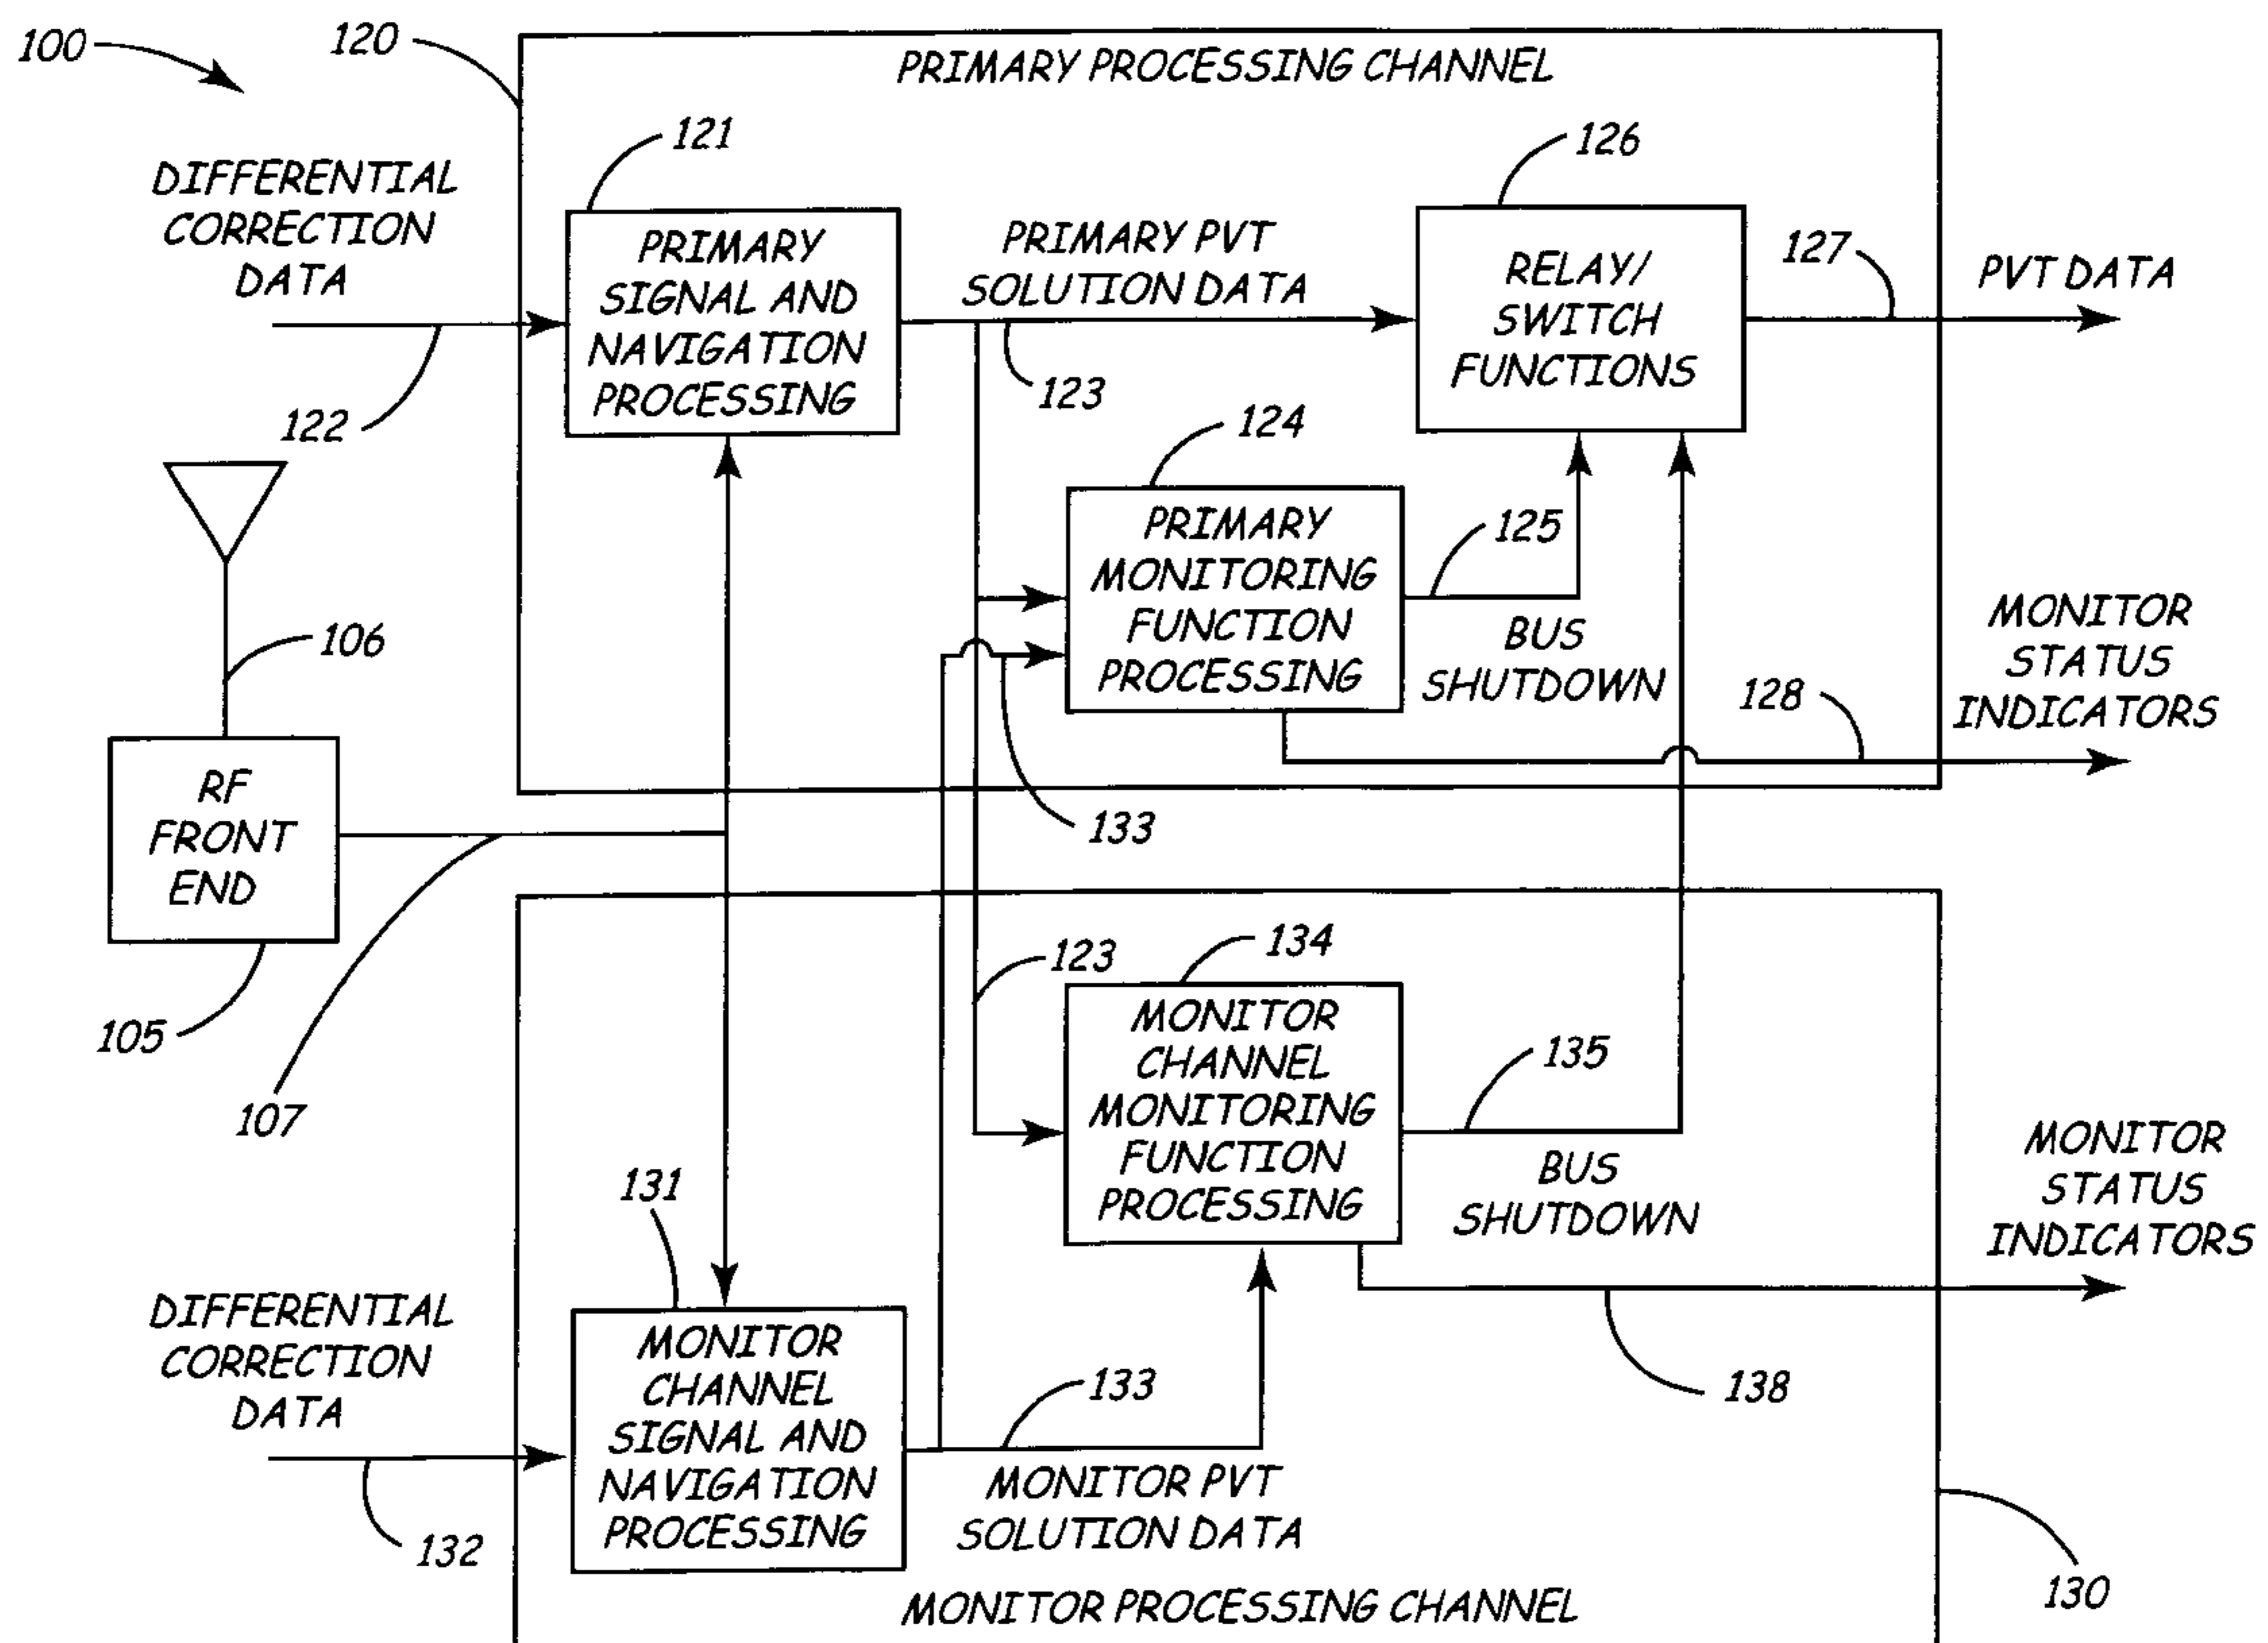 100
120
PRIMARY PROCESSING CHANNEL
121
126
DIFFERENTIAL
CORRECTION
DATA
122
PRIMARY
SIGNAL AND
NAVIGATION
PROCESSING
PRIMARY PVT
SOLUTION DATA
123
RELAY/
SWITCH
FUNCTIONS
127
PVT DATA
124
PRIMARY
MONITORING
FUNCTION
PROCESSING
125
BUS
SHUTDOWN
MONITOR
STATUS
INDICATORS
128
106
RF
FRONT
END
133
105
107
123
134
MONITOR
CHANNEL
MONITORING
FUNCTION
PROCESSING
135
BUS
SHUTDOWN
MONITOR
STATUS
INDICATORS
138
131
DIFFERENTIAL
CORRECTION
DATA
132
MONITOR
CHANNEL
SIGNAL AND
NAVIGATION
PROCESSING
133
MONITOR PVT
SOLUTION DATA
130
MONITOR PROCESSING CHANNEL